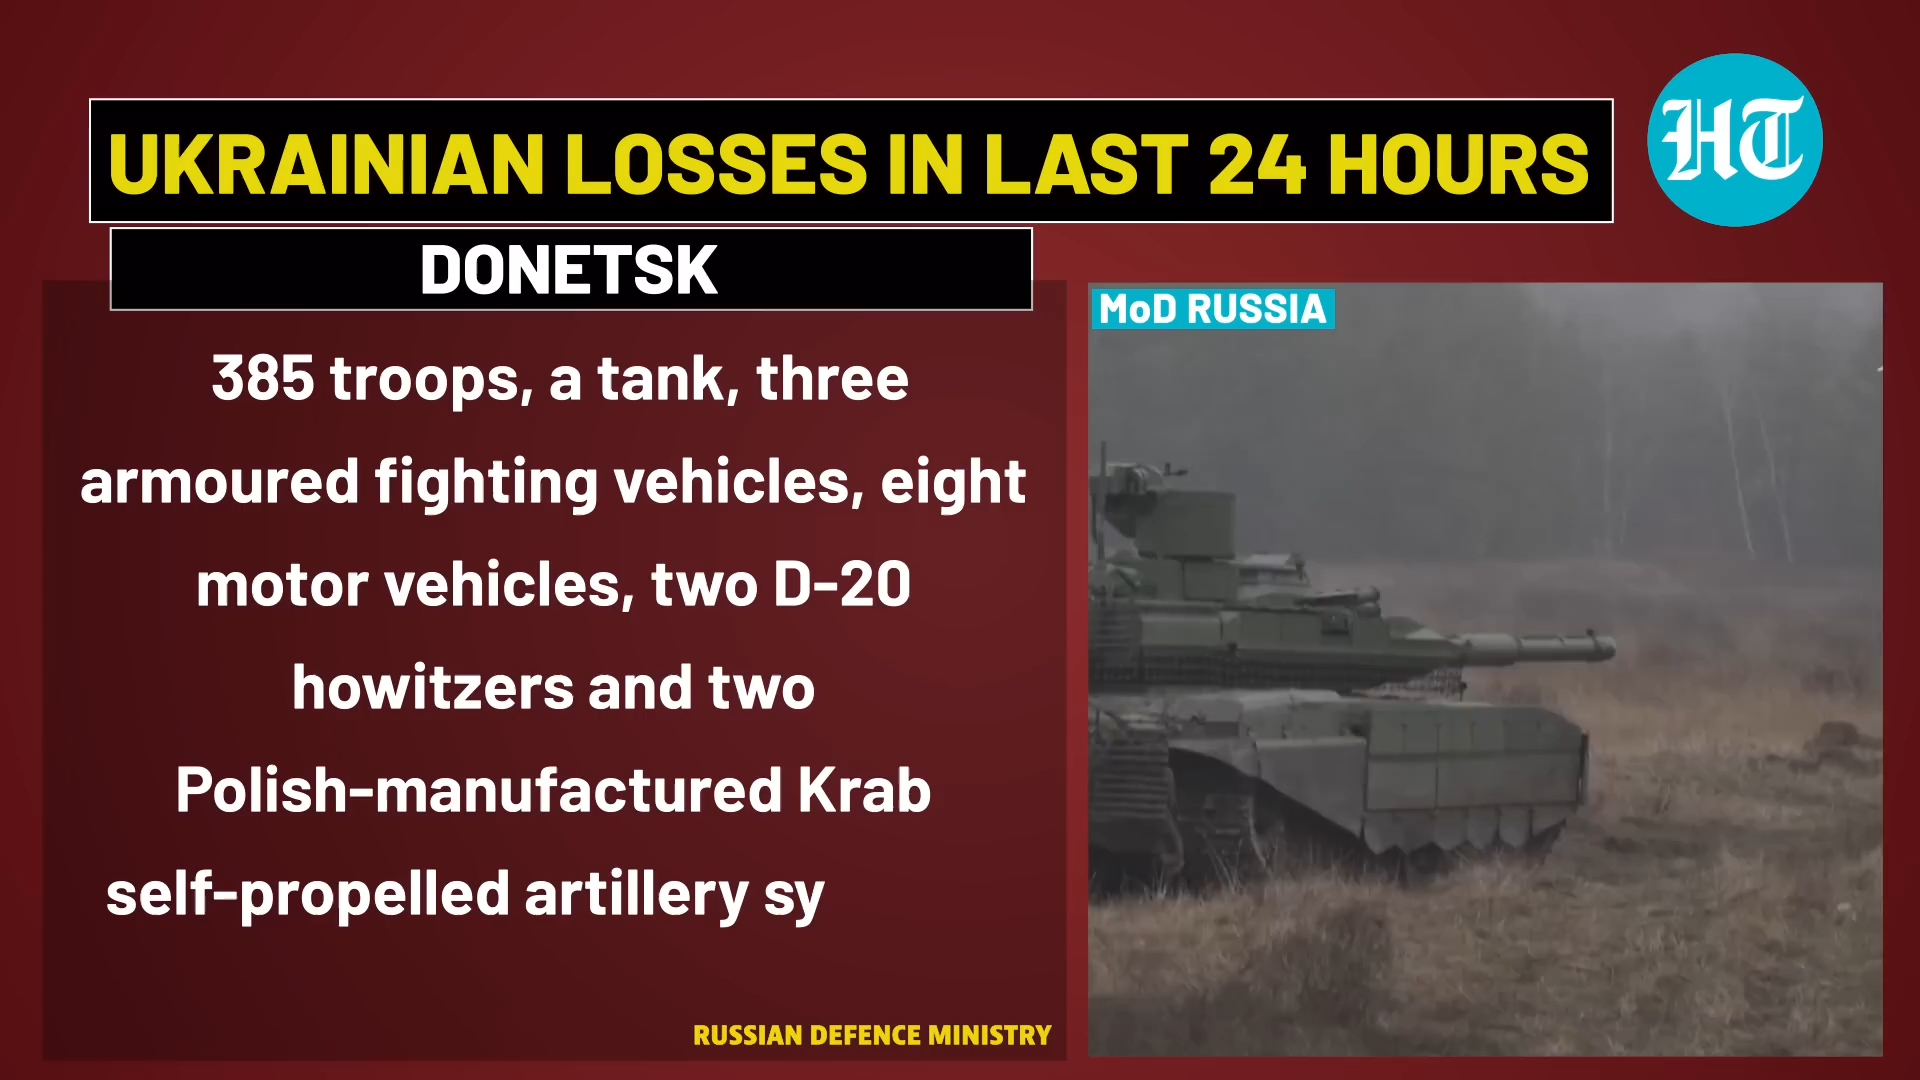 UKRAINIAN LOSSES IN LAST 24 HOURS
HT
DONETSK
MoD RUSSIA
385 troops, a tank, three
armoured fighting vehicles, eight
motor vehicles, two D-20
howitzers and two
Polish-manufactured Krab
self-propelled artillery sy
RUSSIAN DEFENCE MINISTRY